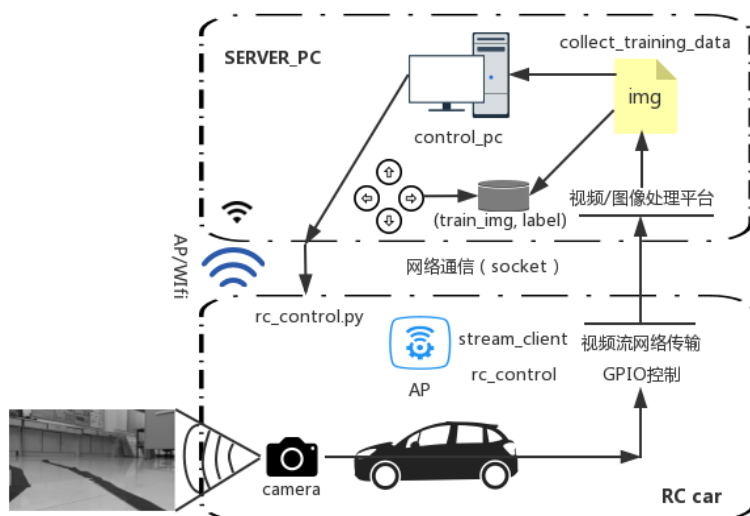 SERVER_PC
collect_training_data
img
control_pc
视频/图像处理平台
(train_img, label)
AP/WIfi
网络通信（socket）
rc_control.py
stream_client
视频流网络传输
rc_control
GPIO控制
AP
camera
RC car